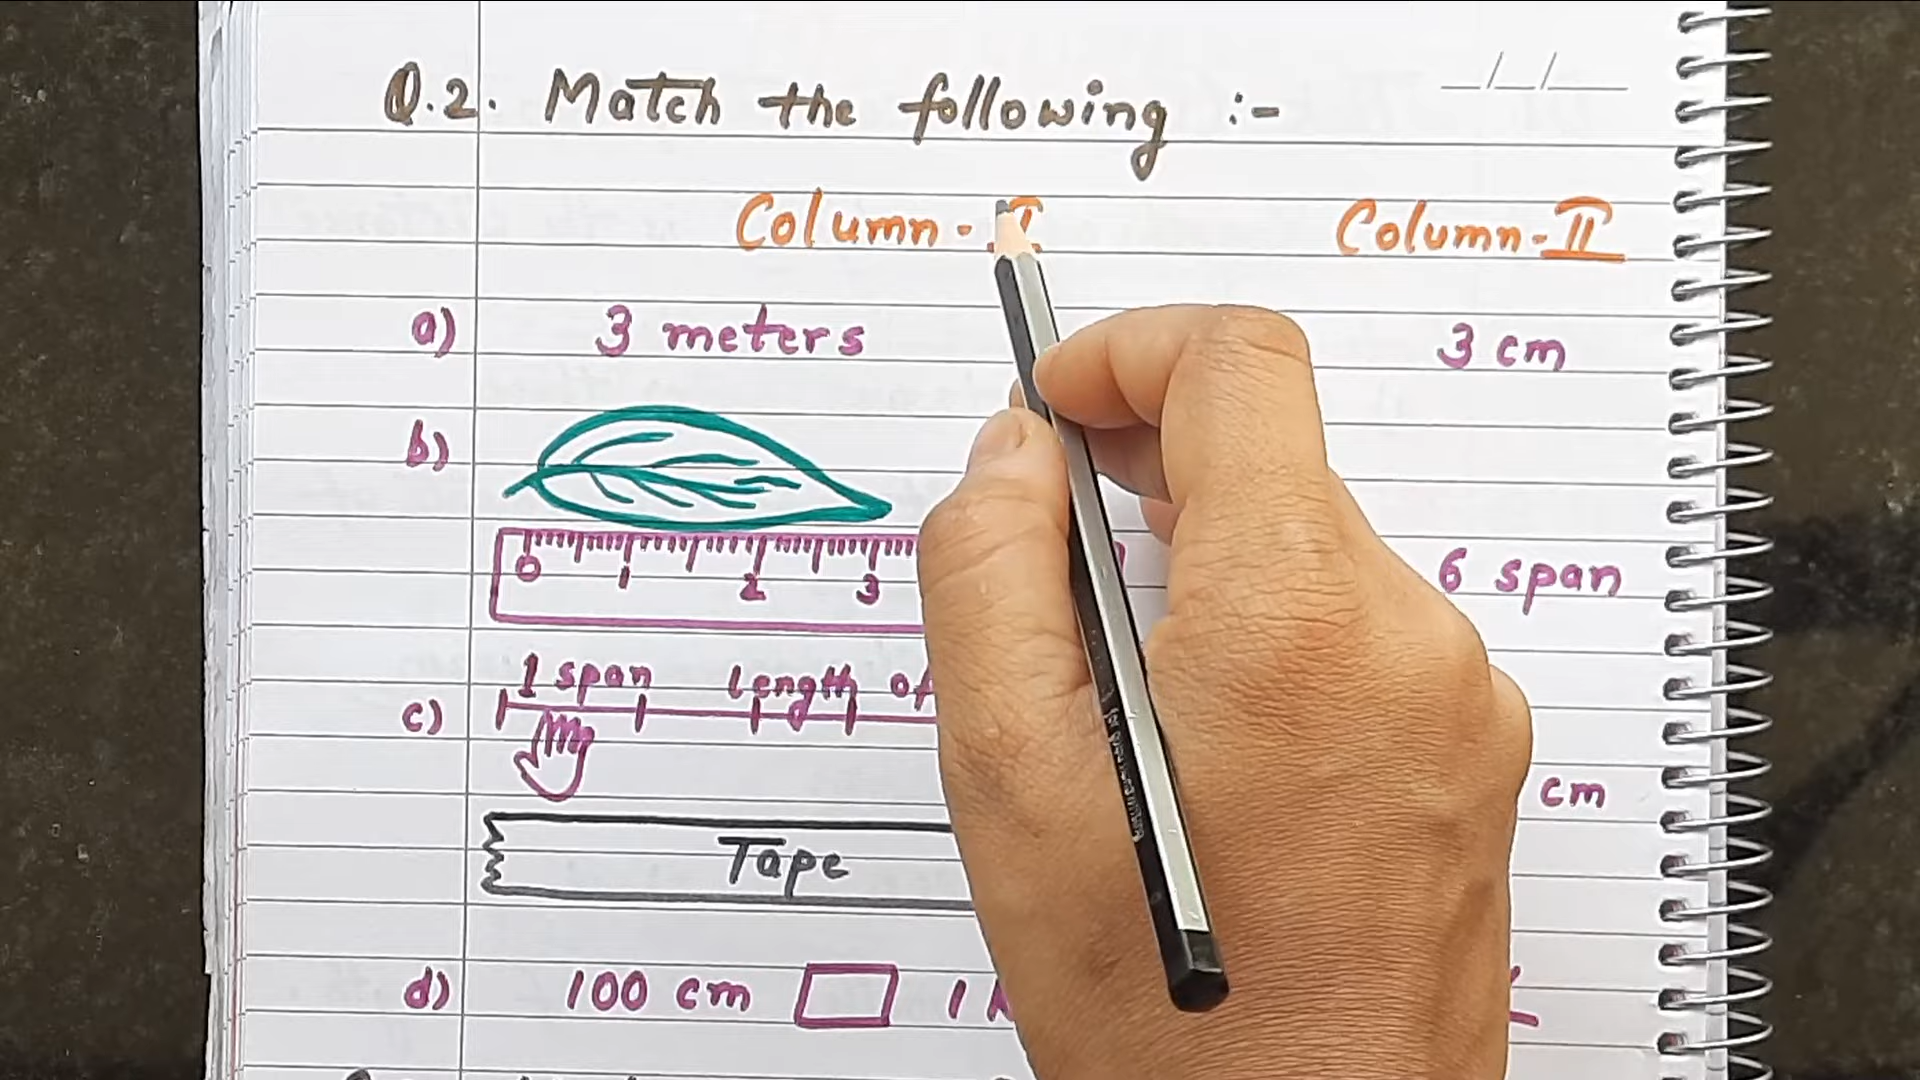 Q.2. Match the following :-
Column-I Column-II
a) 3 meters 3 cm
b)
0 1 2 3 6 span
1 span length of
c)
cm
Tape
d) 100 cm 1